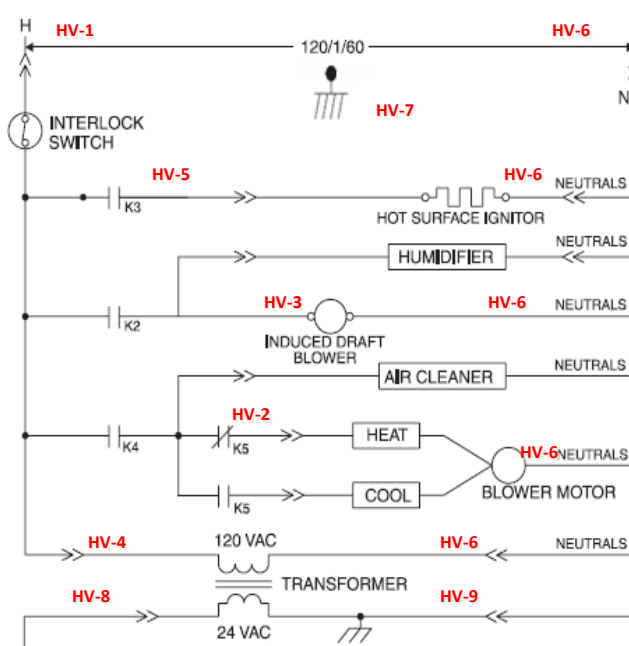 H
HV-1
HV-6
120/1/60
N
HV-7
INTERLOCK
SWITCH
HV-5
HV-6
NEUTRALS
K3
HOT SURFACE IGNITOR
NEUTRALS
HUMIDIFIER
HV-3
HV-6
NEUTRALS
K2
INDUCED DRAFT
BLOWER
NEUTRALS
AIR CLEANER
HV-2
HEAT
HV-6
NEUTRALS
K4
K5
COOL
BLOWER MOTOR
K5
HV-4
120 VAC
HV-6
NEUTRALS
TRANSFORMER
HV-8
HV-9
24 VAC